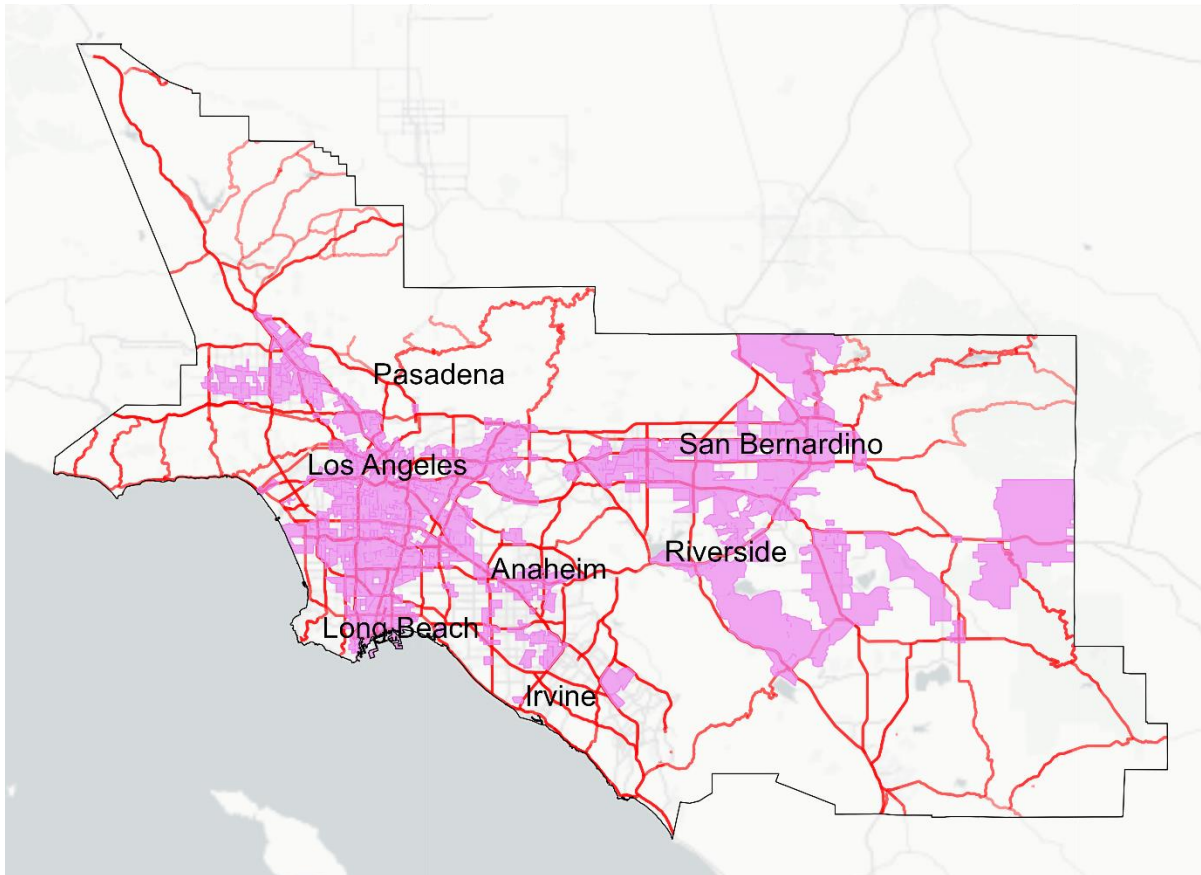 Pasadena
San Bernardino
Los Angeles
Riverside
Anaheim
Long Beach
Irvine